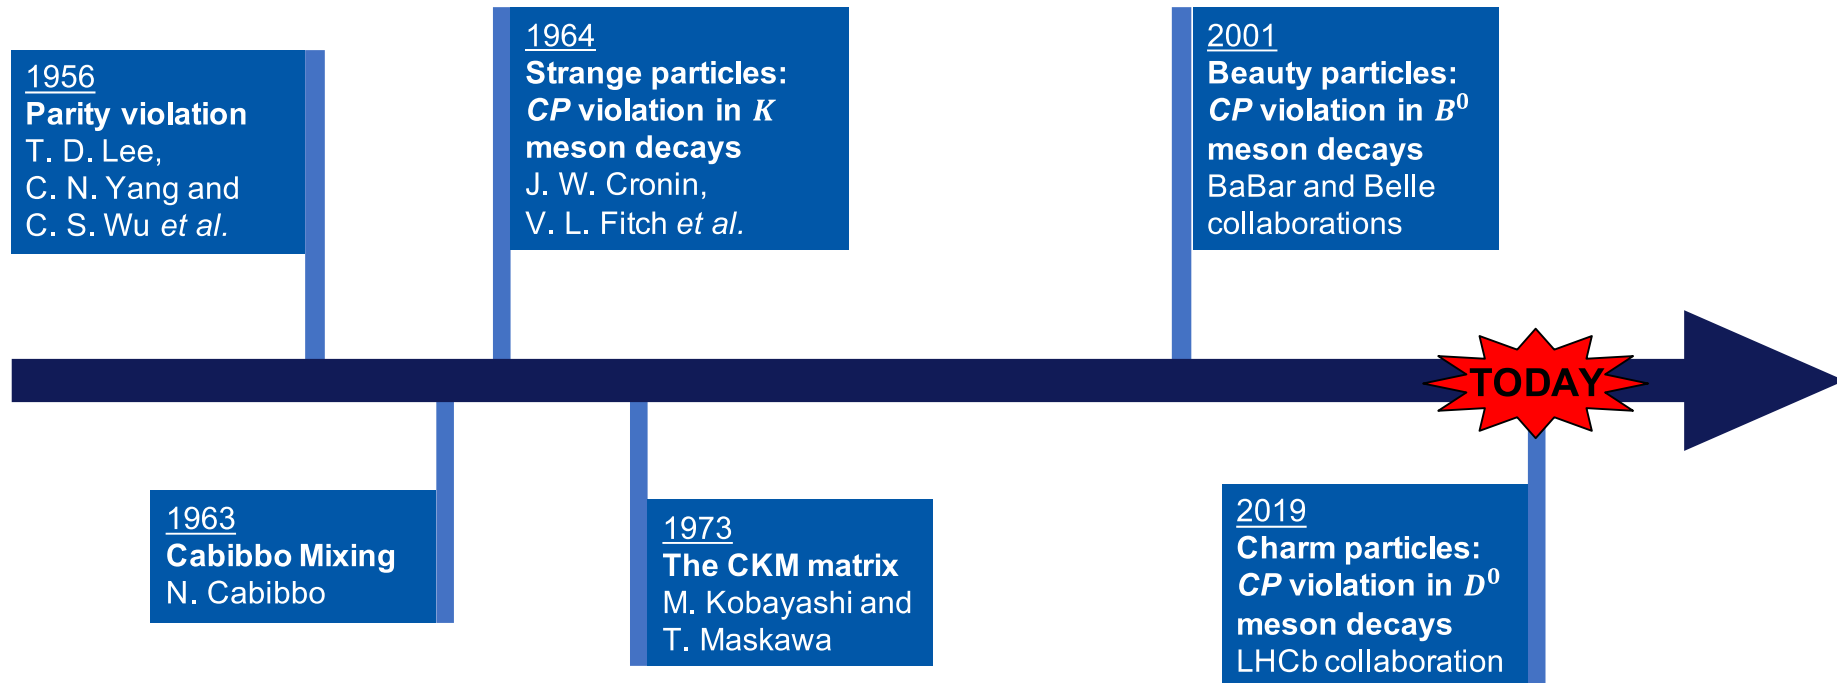 1956
Parity violation
T. D. Lee,
C. N. Yang and
C. S. Wu et al.
1964
Strange particles:
CP violation in K
meson decays
J. W. Cronin,
V. L. Fitch et al.
2001
Beauty particles:
CP violation in B⁰
meson decays
BaBar and Belle
collaborations
TODAY
1963
Cabibbo Mixing
N. Cabibbo
1973
The CKM matrix
M. Kobayashi and
T. Maskawa
2019
Charm particles:
CP violation in D⁰
meson decays
LHCb collaboration